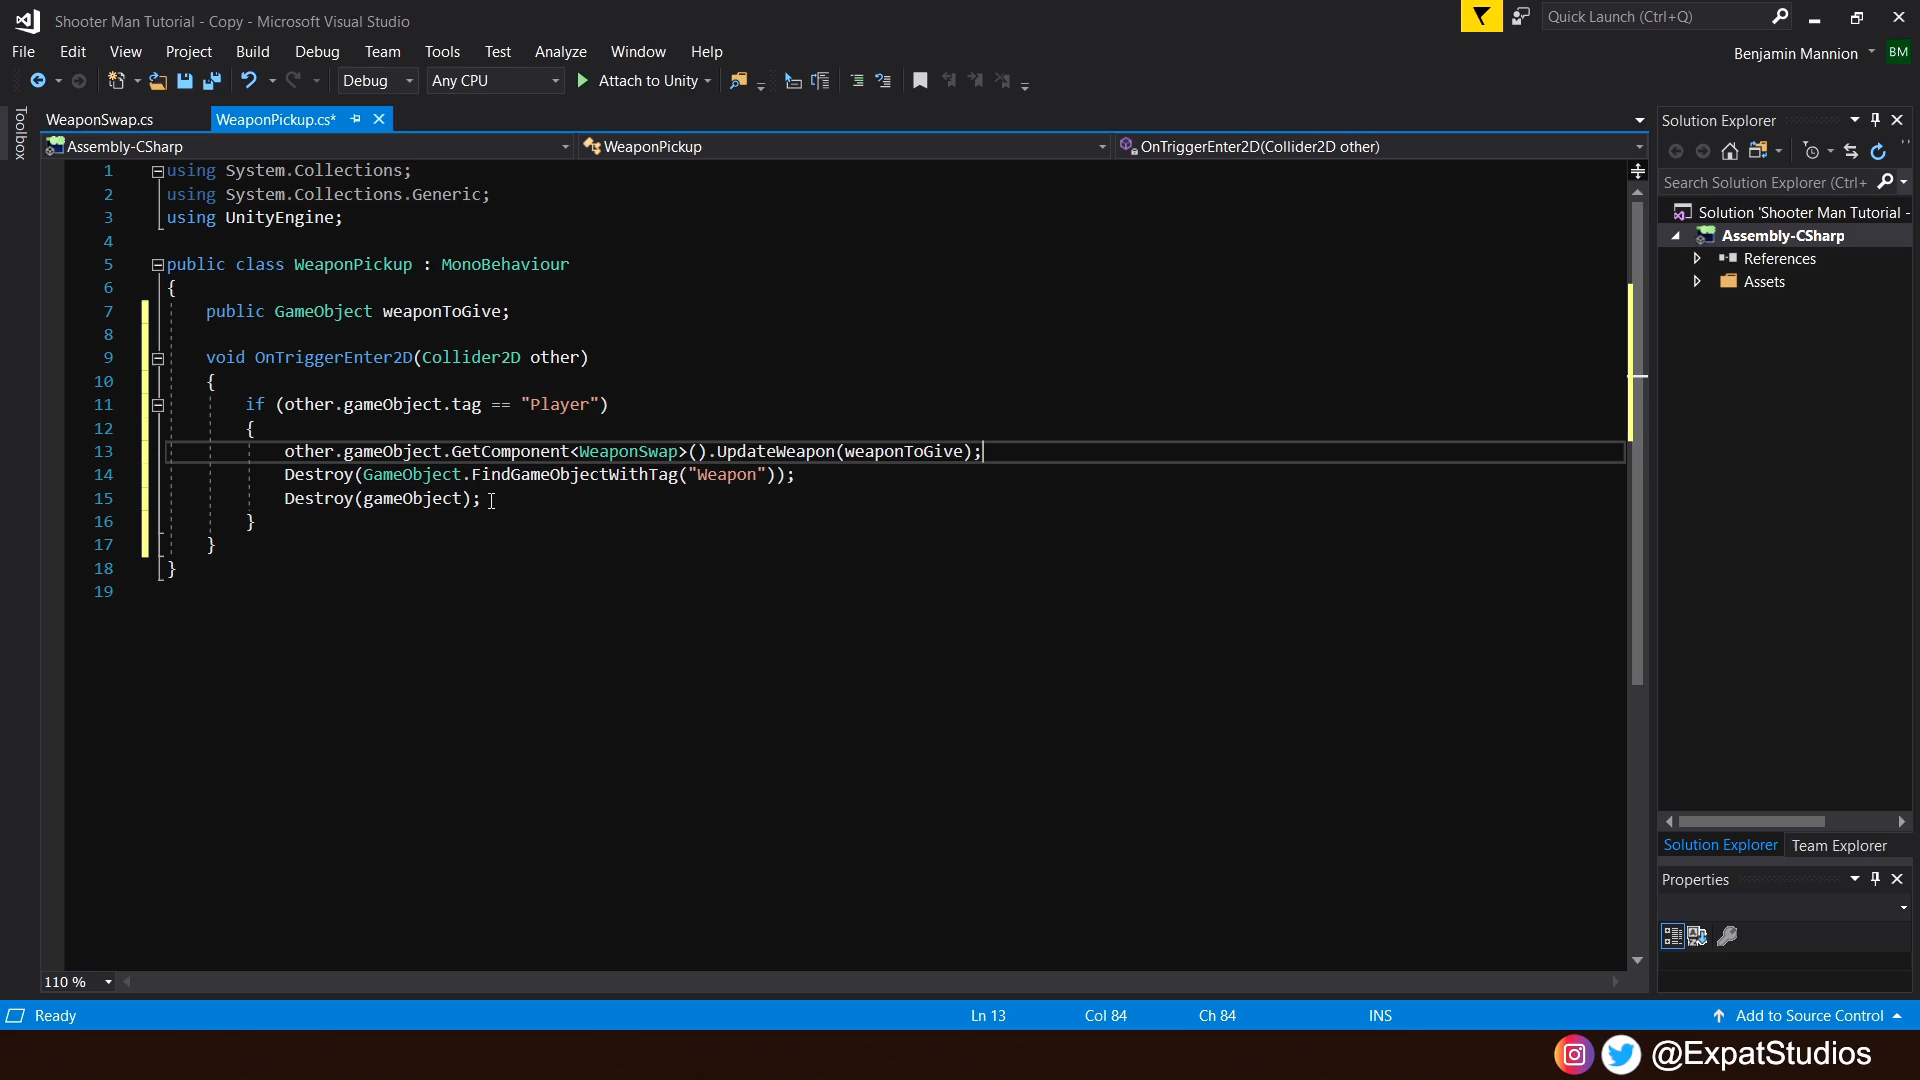 Shooter Man Tutorial - Copy - Microsoft Visual Studio
Quick Launch (Ctrl+Q)
File Edit View Project Build Debug Team Tools Test Analyze Window Help
Benjamin Mannion BM
Debug Any CPU Attach to Unity
Toolbox
WeaponSwap.cs WeaponPickup.cs*
Assembly-CSharp WeaponPickup OnTriggerEnter2D(Collider2D other)
1 using System.Collections;
2 using System.Collections.Generic;
3 using UnityEngine;
4
5 public class WeaponPickup : MonoBehaviour
6 {
7 public GameObject weaponToGive;
8
9 void OnTriggerEnter2D(Collider2D other)
10 {
11 if (other.gameObject.tag == "Player")
12 {
13 other.gameObject.GetComponent<WeaponSwap>().UpdateWeapon(weaponToGive);
14 Destroy(GameObject.FindGameObjectWithTag("Weapon"));
15 Destroy(gameObject);
16 }
17 }
18 }
19
110 %
Solution Explorer
Search Solution Explorer (Ctrl+
Solution 'Shooter Man Tutorial -
Assembly-CSharp
References
Assets
Solution Explorer Team Explorer
Properties
Ready Ln 13 Col 84 Ch 84 INS Add to Source Control
@ExpatStudios